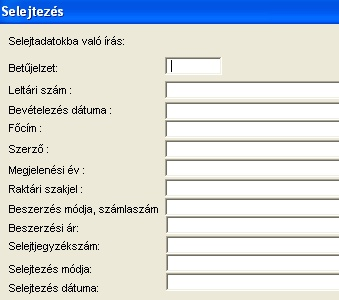 Selejtezés
Selejtadatokba való írás:
Betűjelzet:
Leltári szám :
Bevételezés dátuma :
Főcím :
Szerző :
Megjelenési év :
Raktári szakjel :
Beszerzés módja, számlaszám
Beszerzési ár:
Selejtjegyzékszám:
Selejtezés módja:
Selejtezés dátuma: